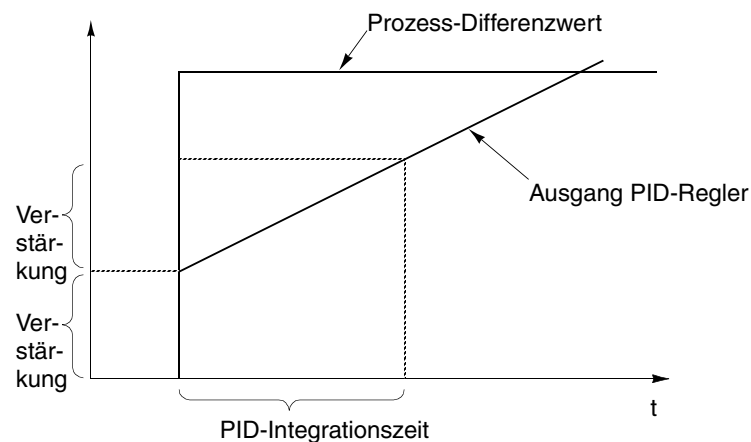 Prozess-Differenzwert
Ausgang PID-Regler
Ver-
stär-
kung
Ver-
stär-
kung
t
PID-Integrationszeit